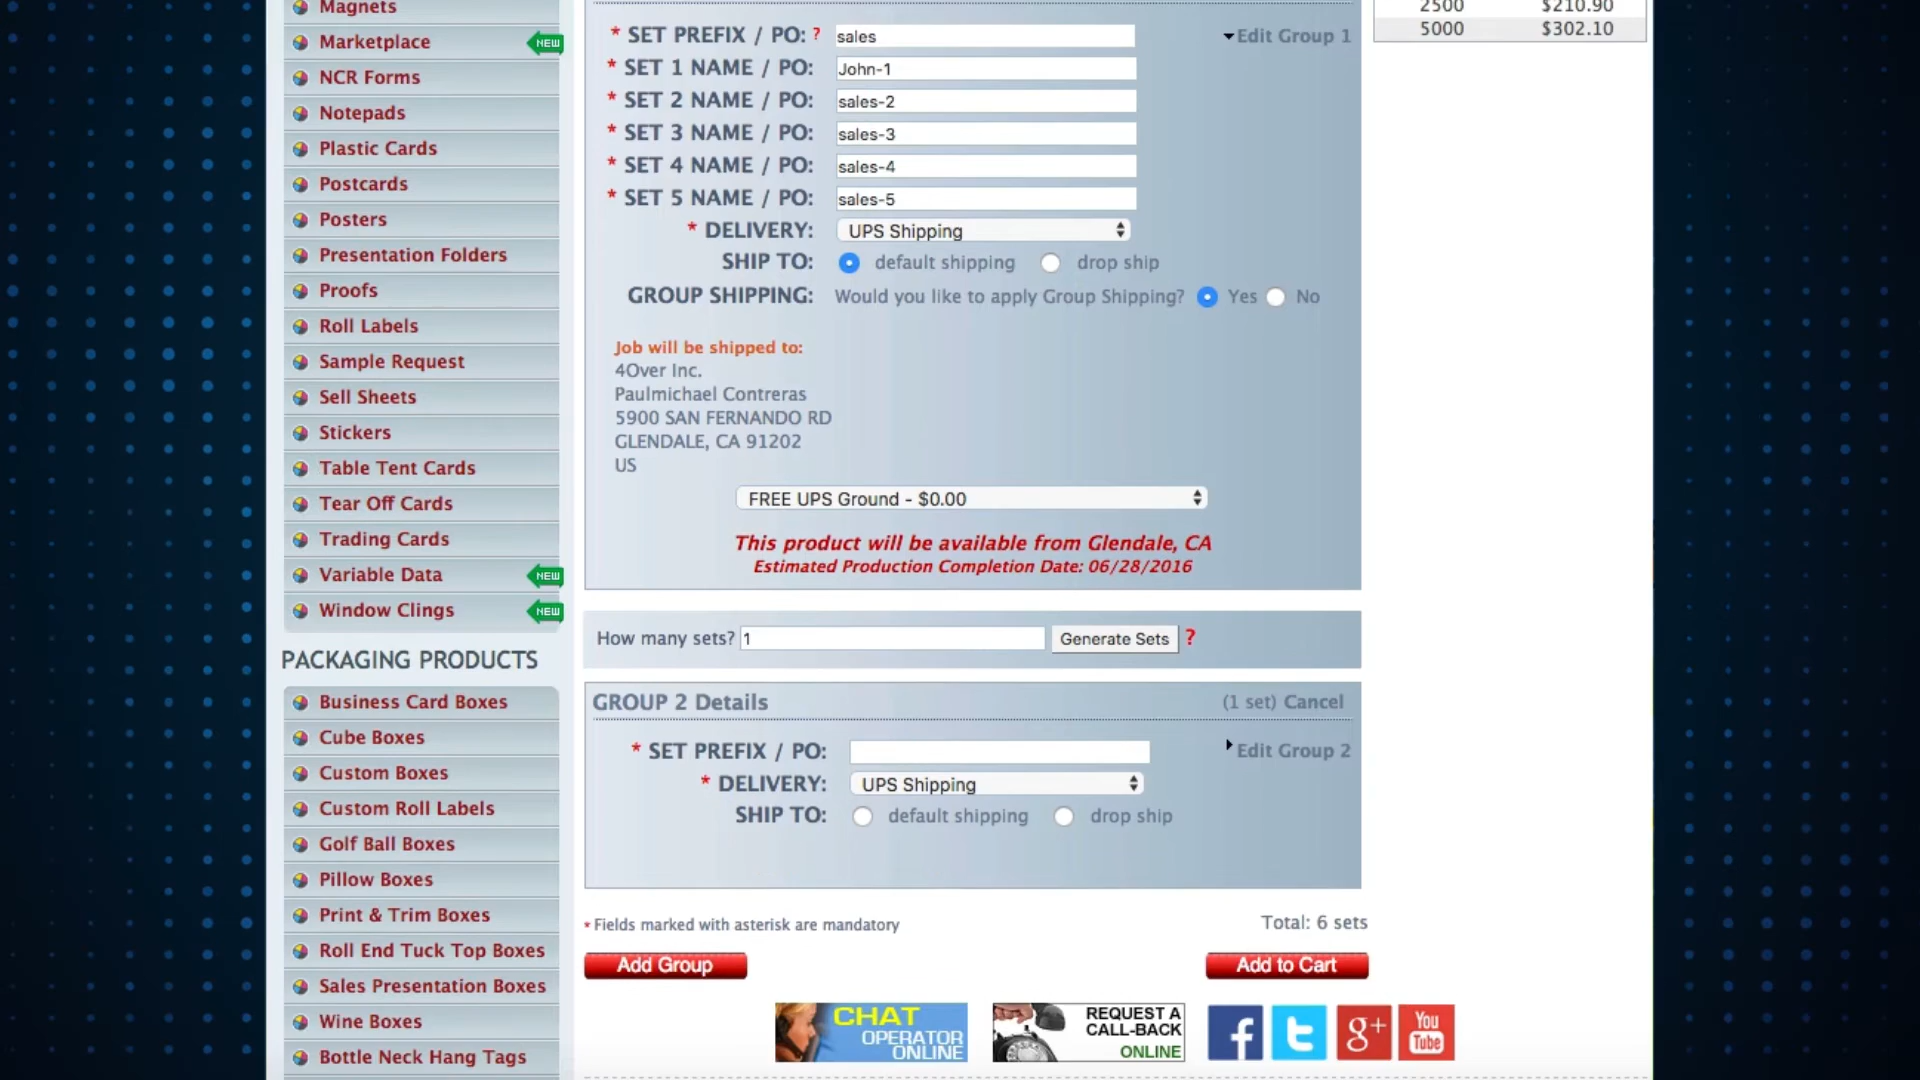 Magnets
Marketplace NEW
NCR Forms
Notepads
Plastic Cards
Postcards
Posters
Presentation Folders
Proofs
Roll Labels
Sample Request
Sell Sheets
Stickers
Table Tent Cards
Tear Off Cards
Trading Cards
Variable Data NEW
Window Clings NEW
PACKAGING PRODUCTS
Business Card Boxes
Cube Boxes
Custom Boxes
Custom Roll Labels
Golf Ball Boxes
Pillow Boxes
Print & Trim Boxes
Roll End Tuck Top Boxes
Sales Presentation Boxes
Wine Boxes
Bottle Neck Hang Tags
* SET PREFIX / PO: ? sales Edit Group 1
* SET 1 NAME / PO: John-1
* SET 2 NAME / PO: sales-2
* SET 3 NAME / PO: sales-3
* SET 4 NAME / PO: sales-4
* SET 5 NAME / PO: sales-5
* DELIVERY: UPS Shipping
SHIP TO: default shipping drop ship
GROUP SHIPPING: Would you like to apply Group Shipping? Yes No
Job will be shipped to:
4Over Inc.
Paulmichael Contreras
5900 SAN FERNANDO RD
GLENDALE, CA 91202
US
FREE UPS Ground - $0.00
This product will be available from Glendale, CA
Estimated Production Completion Date: 06/28/2016
How many sets? 1 Generate Sets ?
GROUP 2 Details (1 set) Cancel
* SET PREFIX / PO: Edit Group 2
* DELIVERY: UPS Shipping
SHIP TO: default shipping drop ship
* Fields marked with asterisk are mandatory Total: 6 sets
Add Group Add to Cart
CHAT
OPERATOR
ONLINE
REQUEST A
CALL-BACK
ONLINE
f
t
g+
You
Tube
2500 $210.90
5000 $302.10